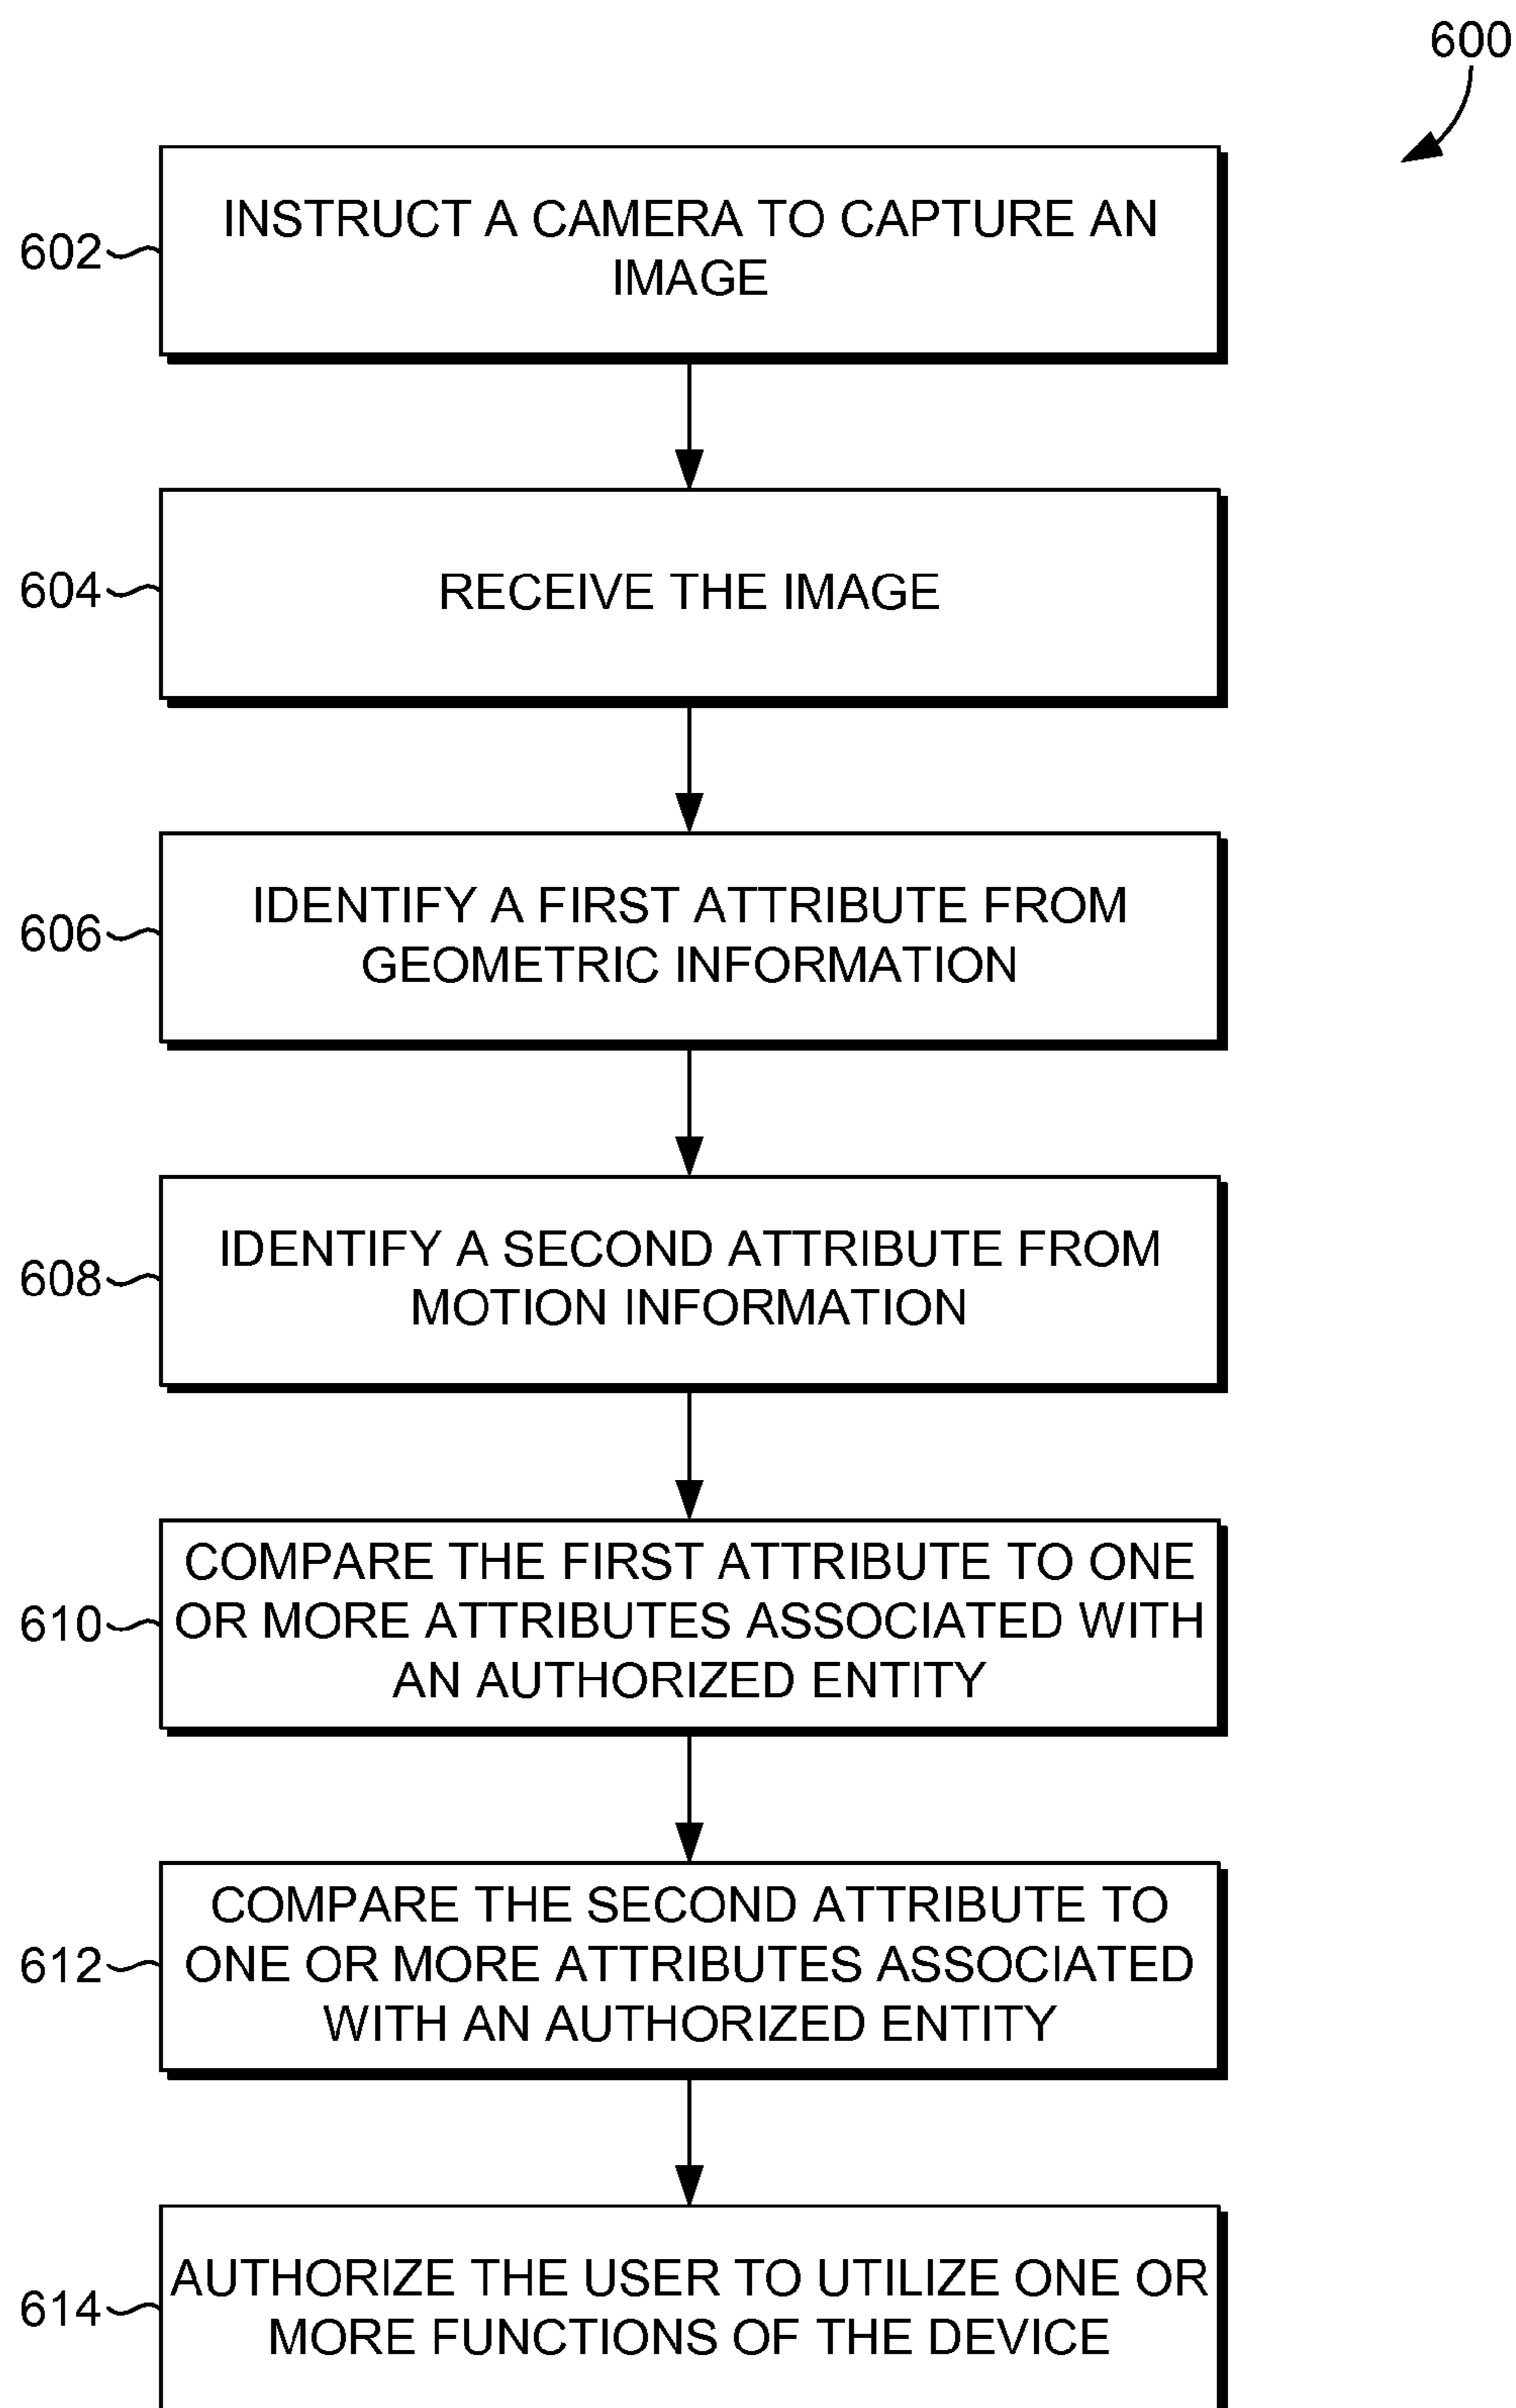 600
602
INSTRUCT A CAMERA TO CAPTURE AN
IMAGE
604
RECEIVE THE IMAGE
606
IDENTIFY A FIRST ATTRIBUTE FROM
GEOMETRIC INFORMATION
608
IDENTIFY A SECOND ATTRIBUTE FROM
MOTION INFORMATION
610
COMPARE THE FIRST ATTRIBUTE TO ONE
OR MORE ATTRIBUTES ASSOCIATED WITH
AN AUTHORIZED ENTITY
612
COMPARE THE SECOND ATTRIBUTE TO
ONE OR MORE ATTRIBUTES ASSOCIATED
WITH AN AUTHORIZED ENTITY
614
AUTHORIZE THE USER TO UTILIZE ONE OR
MORE FUNCTIONS OF THE DEVICE